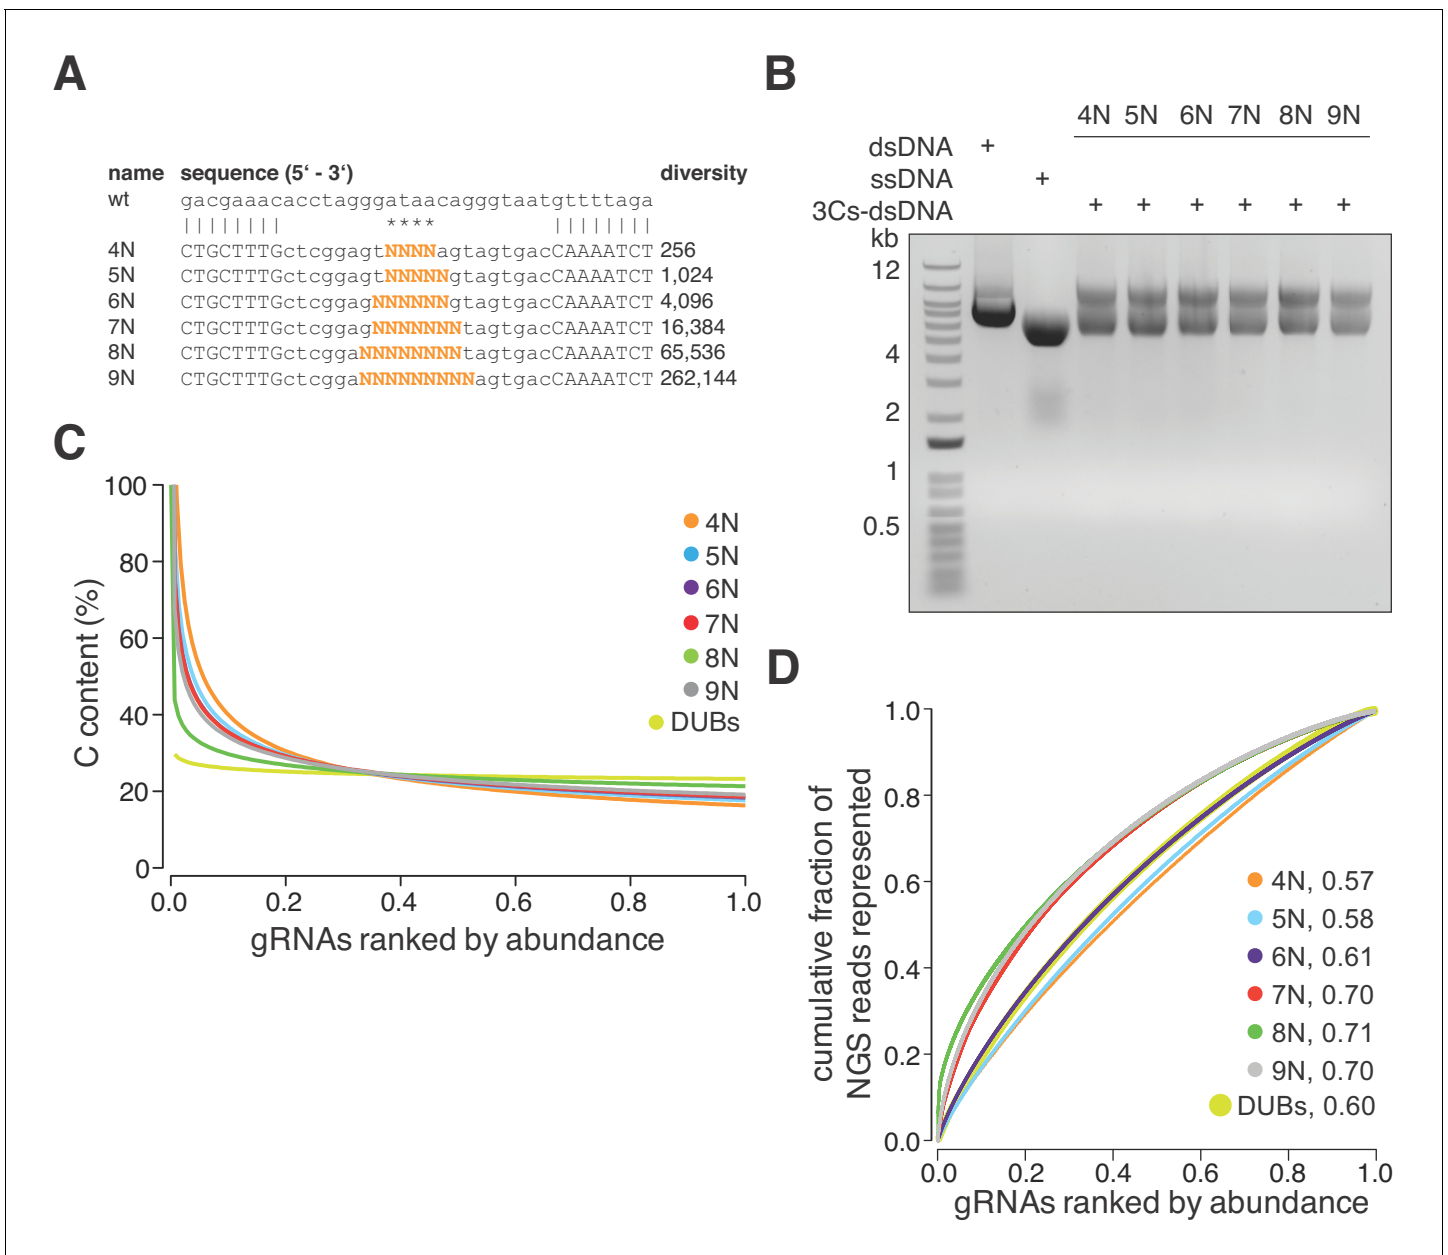 A
name sequence (5‘ - 3‘) diversity
wt gacgaaacacctagggataacagggtaatgttttaga
|||||||| **** ||||||||
4N CTGCTTTGctcggagtNNNNagtagtgacCAAAATCT 256
5N CTGCTTTGctcggagtNNNNNgtagtgacCAAAATCT 1,024
6N CTGCTTTGctcggagNNNNNNgtagtgacCAAAATCT 4,096
7N CTGCTTTGctcggagNNNNNNNtagtgacCAAAATCT 16,384
8N CTGCTTTGctcggaNNNNNNNNtagtgacCAAAATCT 65,536
9N CTGCTTTGctcggaNNNNNNNNNagtgacCAAAATCT 262,144
B
4N 5N 6N 7N 8N 9N
dsDNA +
ssDNA +
3Cs-dsDNA + + + + + +
kb
12
4
2
1
0.5
C
C content (%)
100
80
60
40
20
0
0.0 0.2 0.4 0.6 0.8 1.0
gRNAs ranked by abundance
4N
5N
6N
7N
8N
9N
DUBs
D
cumulative fraction of
NGS reads represented
1.0
0.8
0.6
0.4
0.2
0.0
0.0 0.2 0.4 0.6 0.8 1.0
gRNAs ranked by abundance
4N, 0.57
5N, 0.58
6N, 0.61
7N, 0.70
8N, 0.71
9N, 0.70
DUBs, 0.60